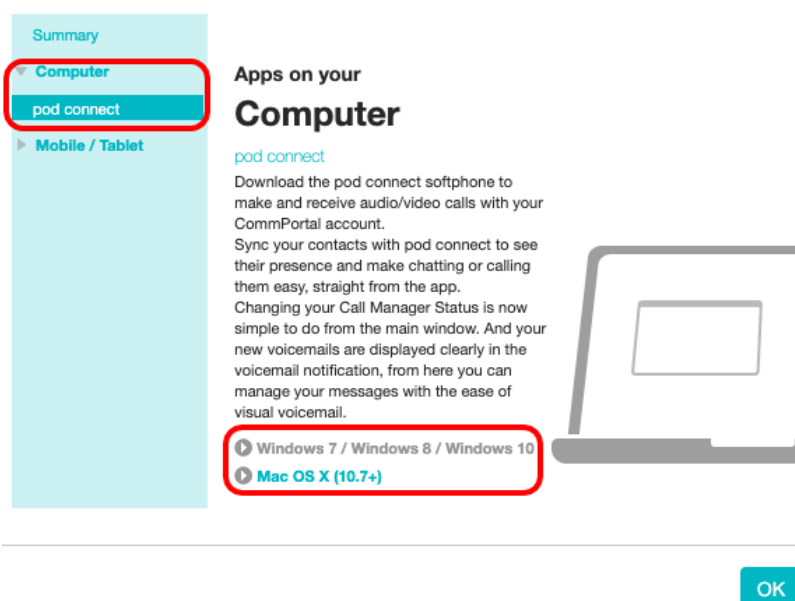 Summary
Computer
pod connect
Mobile / Tablet
Apps on your
Computer
pod connect
Download the pod connect softphone to
make and receive audio/video calls with your
CommPortal account.
Sync your contacts with pod connect to see
their presence and make chatting or calling
them easy, straight from the app.
Changing your Call Manager Status is now
simple to do from the main window. And your
new voicemails are displayed clearly in the
voicemail notification, from here you can
manage your messages with the ease of
visual voicemail.
Windows 7 / Windows 8 / Windows 10
Mac OS X (10.7+)
OK